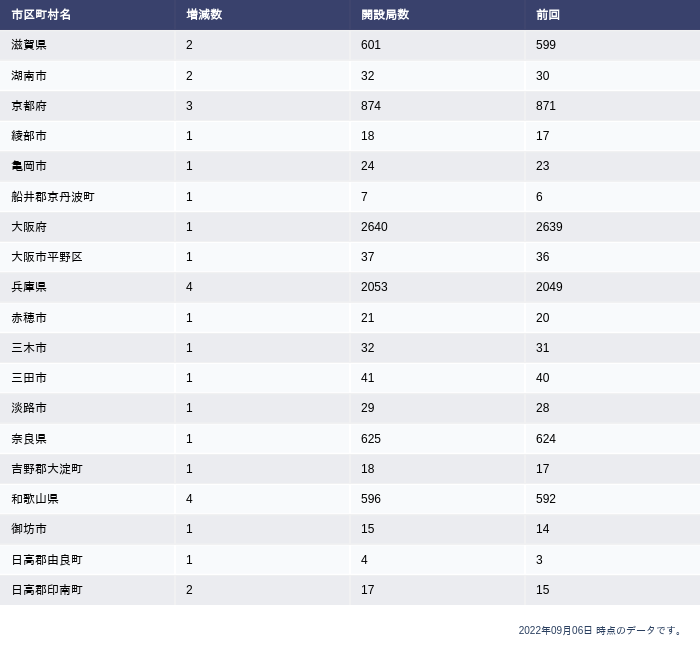 市区町村名 増減数 開設局数 前回
滋賀県 2 601 599
湖南市 2 32 30
京都府 3 874 871
綾部市 1 18 17
亀岡市 1 24 23
船井郡京丹波町 1 7 6
大阪府 1 2640 2639
大阪市平野区 1 37 36
兵庫県 4 2053 2049
赤穂市 1 21 20
三木市 1 32 31
三田市 1 41 40
淡路市 1 29 28
奈良県 1 625 624
吉野郡大淀町 1 18 17
和歌山県 4 596 592
御坊市 1 15 14
日高郡由良町 1 4 3
日高郡印南町 2 17 15
2022年09月06日 時点のデータです。